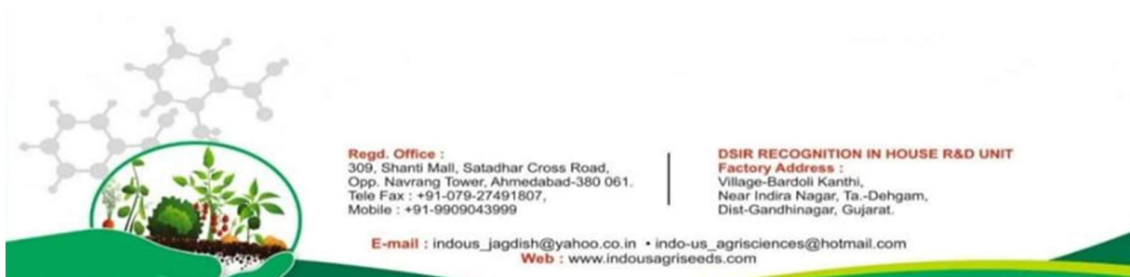 Regd. Office :
309, Shanti Mall, Satadhar Cross Road,
Opp. Navrang Tower, Ahmedabad-380 061.
Tele Fax : +91-079-27491807,
Mobile : +91-9909043999
DSIR RECOGNITION IN HOUSE R&D UNIT
Factory Address :
Village-Bardoli Kanthi,
Near Indira Nagar, Ta.-Dehgam,
Dist-Gandhinagar, Gujarat.
E-mail : indous_jagdish@yahoo.co.in • indo-us_agrisciences@hotmail.com
Web : www.indousagriseeds.com